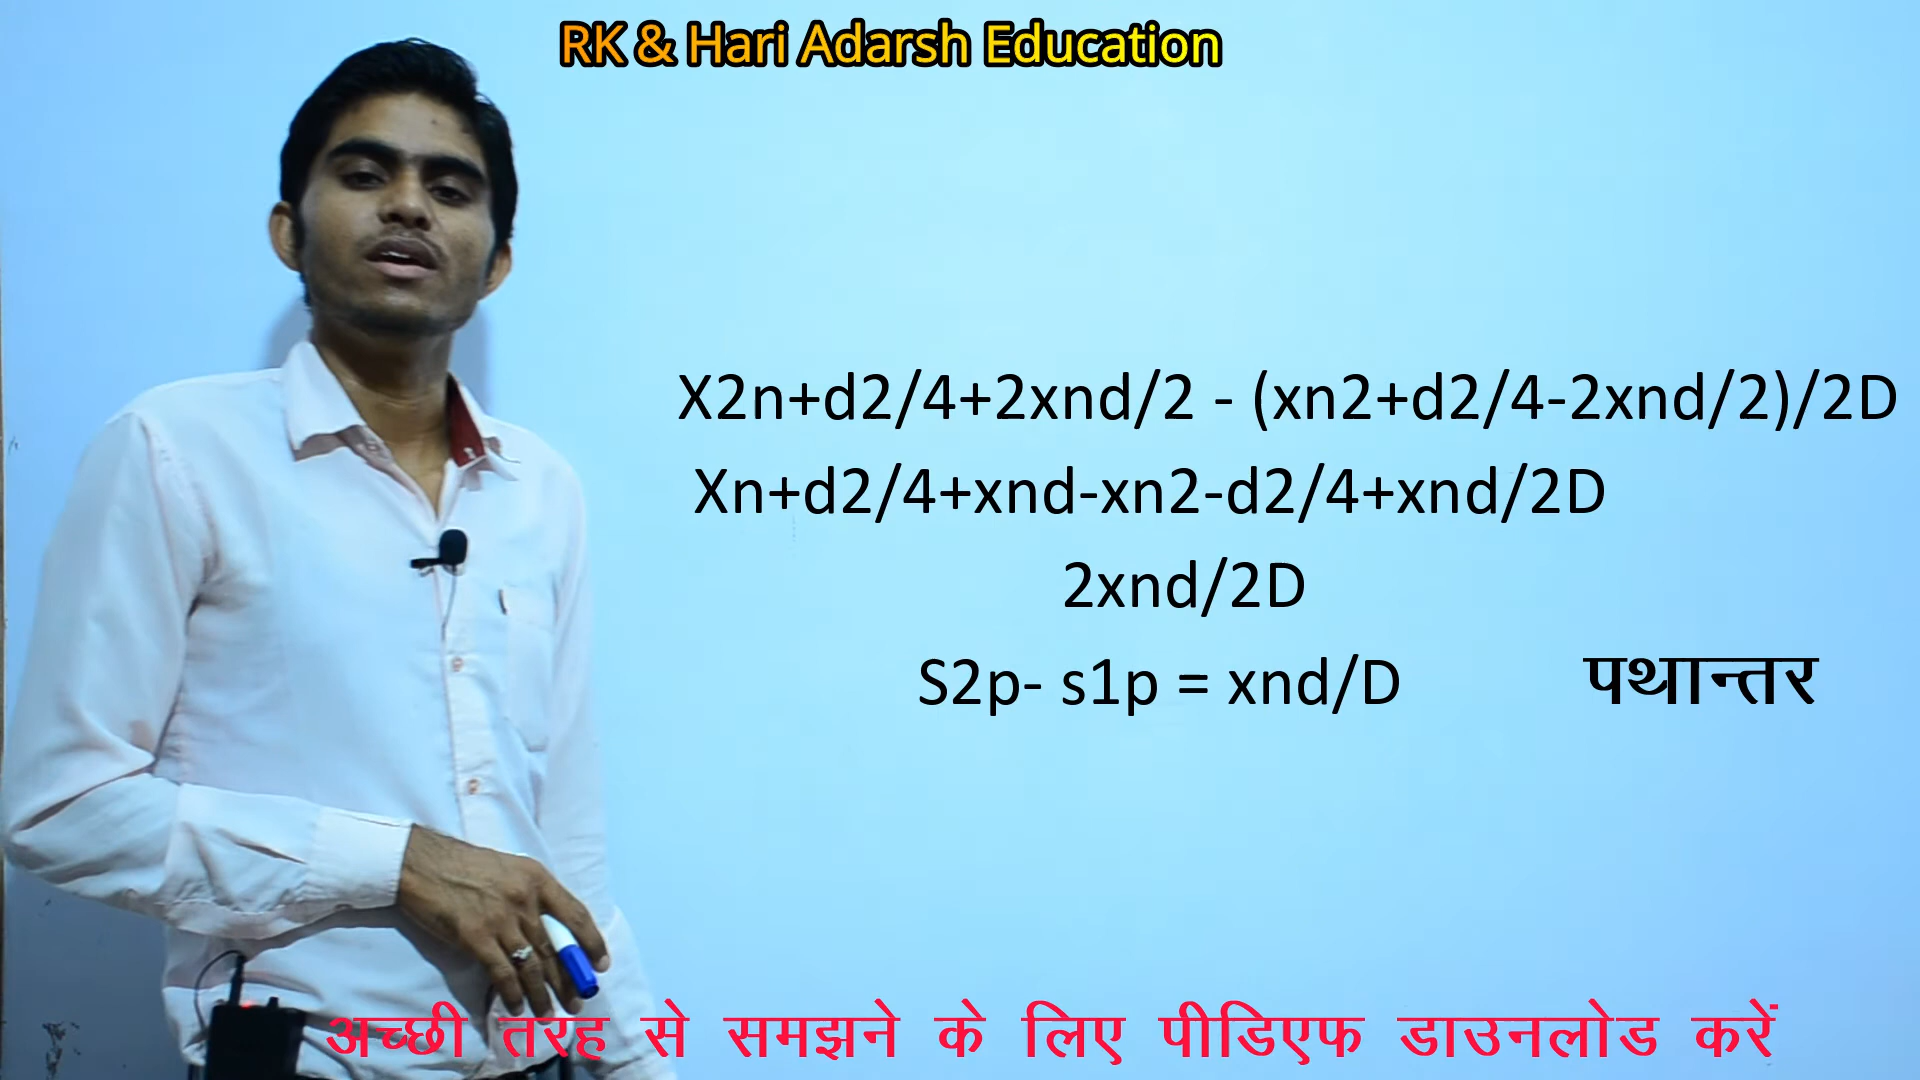 RK & Hari Adarsh Education
X2n+d2/4+2xnd/2 - (xn2+d2/4-2xnd/2)/2D
Xn+d2/4+xnd-xn2-d2/4+xnd/2D
2xnd/2D
S2p- s1p = xnd/D पथान्तर
अच्छी तरह से समझने के लिए पीडिएफ डाउनलोड करें